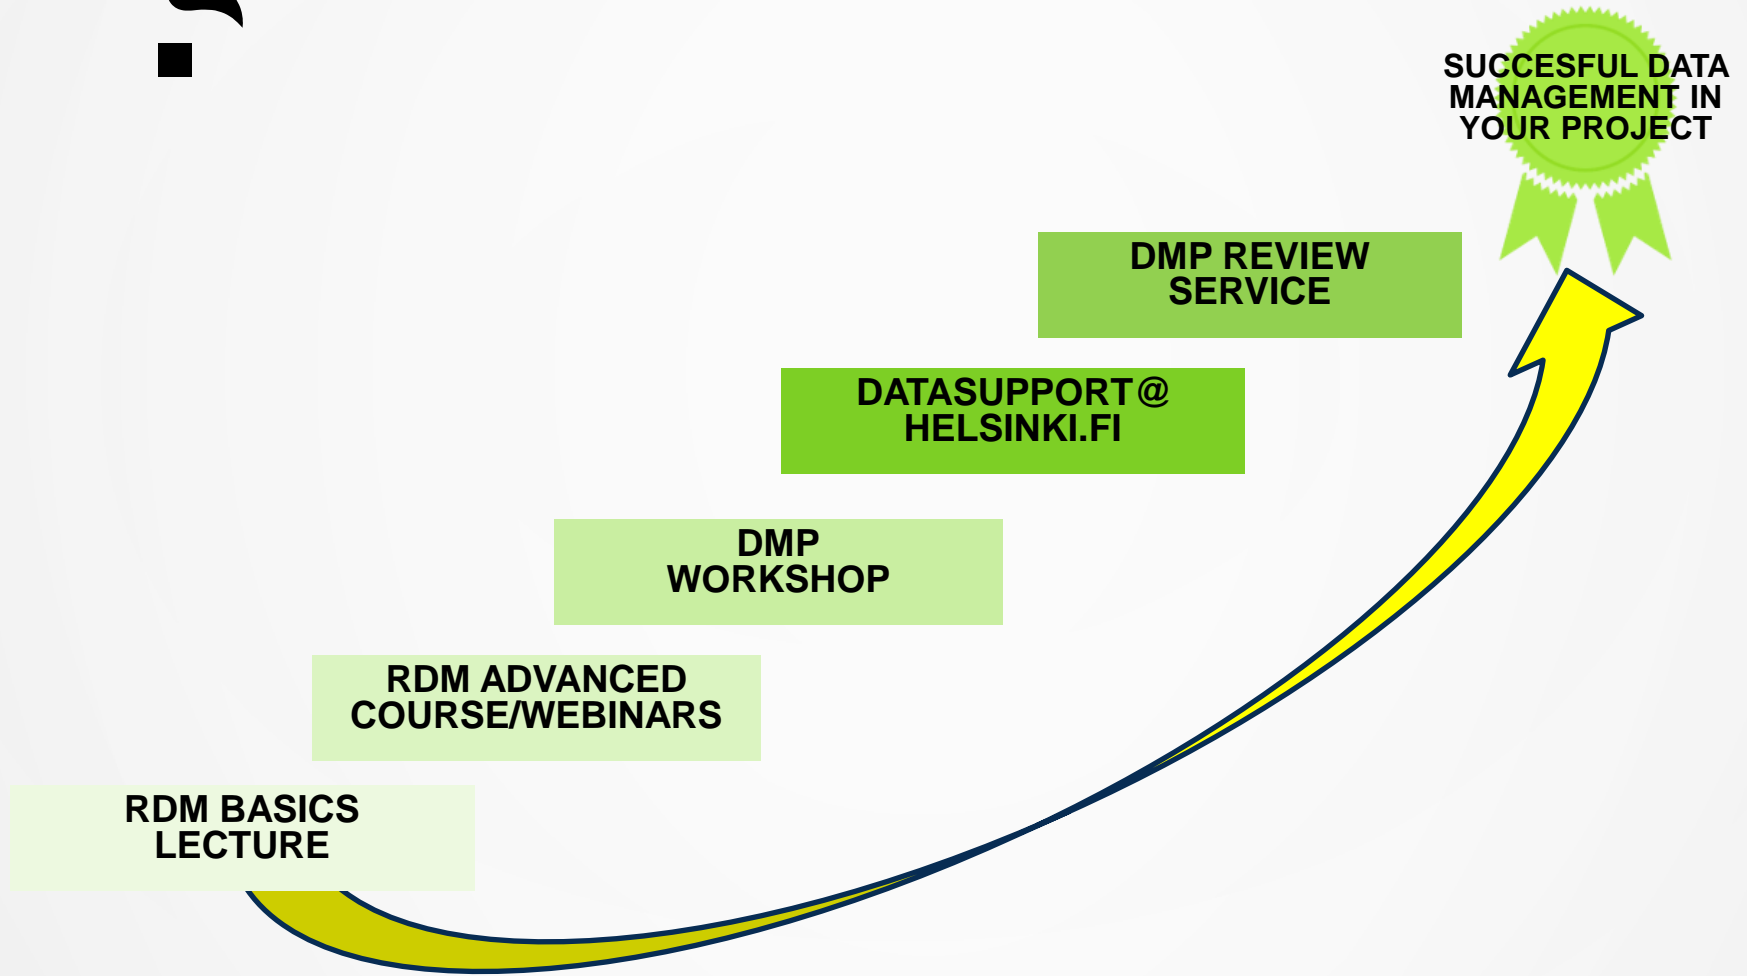 SUCCESFUL DATA
MANAGEMENT IN
YOUR PROJECT
DMP REVIEW
SERVICE
DATASUPPORT@
HELSINKI.FI
DMP
WORKSHOP
RDM ADVANCED
COURSE/WEBINARS
RDM BASICS
LECTURE